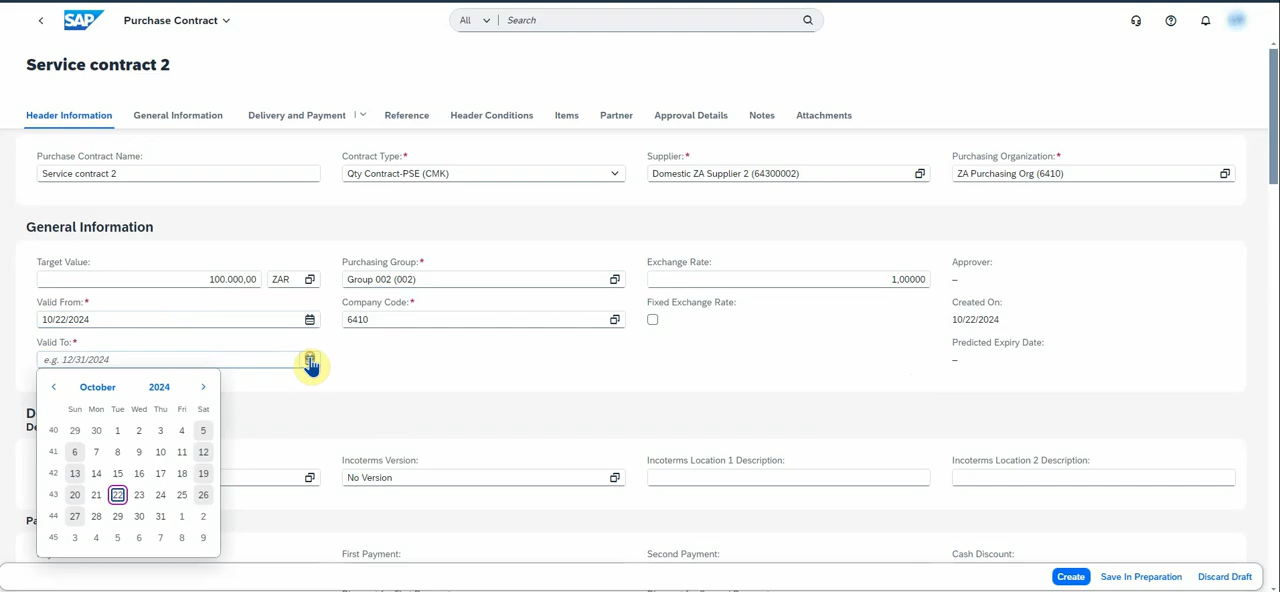 SAP Purchase Contract All Search
Service contract 2
Header Information General Information Delivery and Payment Reference Header Conditions Items Partner Approval Details Notes Attachments
Purchase Contract Name: Contract Type:* Supplier:* Purchasing Organization:*
Service contract 2 Qty Contract-PSE (CMK) Domestic ZA Supplier 2 (64300002) ZA Purchasing Org (6410)
General Information
Target Value: Purchasing Group:* Exchange Rate: Approver:
100.000,00 ZAR Group 002 (002) 1,00000 –
Valid From:* Company Code:* Fixed Exchange Rate: Created On:
10/22/2024 6410 10/22/2024
Valid To:* Predicted Expiry Date:
e.g. 12/31/2024 –
October 2024
Sun Mon Tue Wed Thu Fri Sat
40 29 30 1 2 3 4 5
41 6 7 8 9 10 11 12
42 13 14 15 16 17 18 19
43 20 21 22 23 24 25 26
44 27 28 29 30 31 1 2
45 3 4 5 6 7 8 9
Incoterms Version: Incoterms Location 1 Description: Incoterms Location 2 Description:
No Version
First Payment: Second Payment: Cash Discount:
Create Save In Preparation Discard Draft